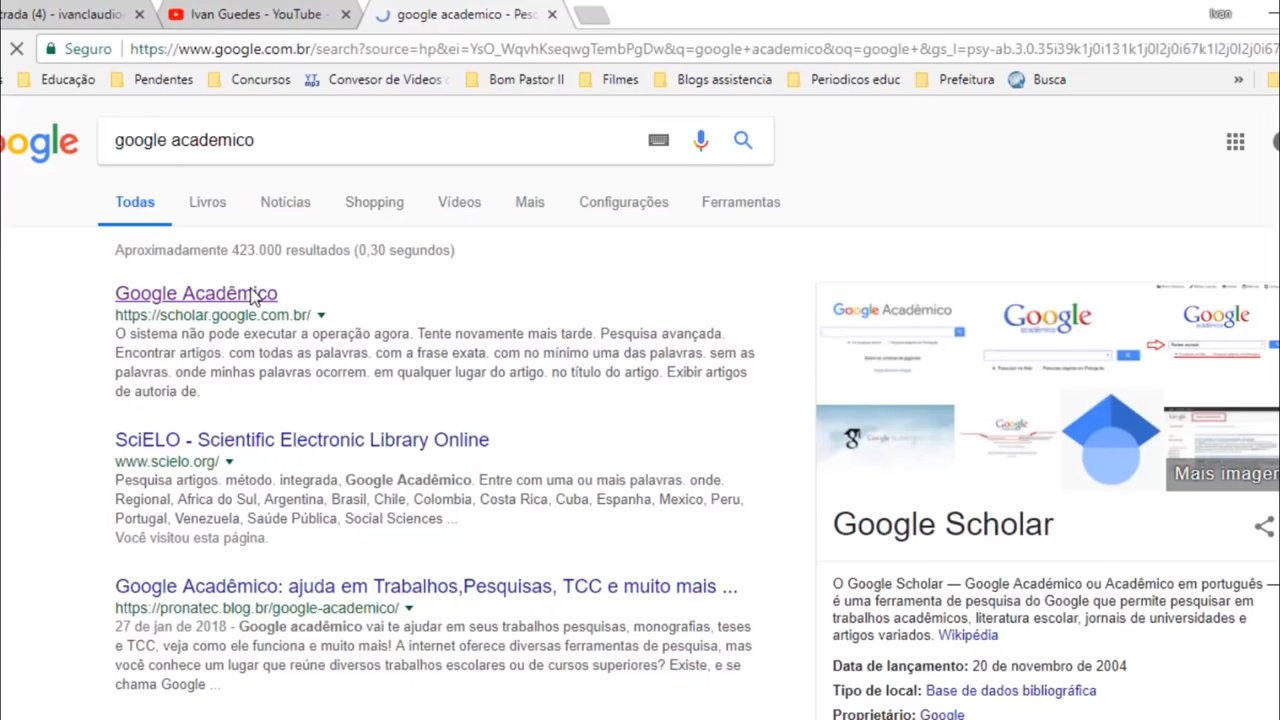 trada (4) - ivanclaudio
Ivan Guedes - YouTube -
google academico - Pesq
Ivan
Seguro
https://www.google.com.br/search?source=hp&ei=YsO_WqvhKseqwgTembPgDw&q=google+academico&oq=google+&gs_l=psy-ab.3.0.35i39k1j0i131k1j0l2j0i67k1l2j0l2j0i67
Educação
Pendentes
Concursos
Convesor de Videos
Bom Pastor II
Filmes
Blogs assistencia
Periodicos educ
Prefeitura
Busca
»
ogle
google academico
Todas
Livros
Notícias
Shopping
Vídeos
Mais
Configurações
Ferramentas
Aproximadamente 423.000 resultados (0,30 segundos)
Google Acadêmico
https://scholar.google.com.br/
O sistema não pode executar a operação agora. Tente novamente mais tarde. Pesquisa avançada.
Encontrar artigos. com todas as palavras. com a frase exata. com no mínimo uma das palavras. sem as
palavras. onde minhas palavras ocorrem. em qualquer lugar do artigo. no título do artigo. Exibir artigos
de autoria de.
SciELO - Scientific Electronic Library Online
www.scielo.org/
Pesquisa artigos. método. integrada, Google Acadêmico. Entre com uma ou mais palavras. onde.
Regional, Africa do Sul, Argentina, Brasil, Chile, Colombia, Costa Rica, Cuba, Espanha, Mexico, Peru,
Portugal, Venezuela, Saúde Pública, Social Sciences ...
Você visitou esta página.
Google Acadêmico: ajuda em Trabalhos,Pesquisas, TCC e muito mais ...
https://pronatec.blog.br/google-academico/
27 de jan de 2018 - Google acadêmico vai te ajudar em seus trabalhos pesquisas, monografias, teses
e TCC, veja como ele funciona e muito mais! A internet oferece diversas ferramentas de pesquisa, mas
você conhece um lugar que reúne diversos trabalhos escolares ou de cursos superiores? Existe, e se
chama Google ...
Google Acadêmico
Google
Google
Google
Mais imagen
Google Scholar
O Google Scholar — Google Académico ou Acadêmico em português —
é uma ferramenta de pesquisa do Google que permite pesquisar em
trabalhos acadêmicos, literatura escolar, jornais de universidades e
artigos variados. Wikipédia
Data de lançamento: 20 de novembro de 2004
Tipo de local: Base de dados bibliográfica
Proprietário: Google